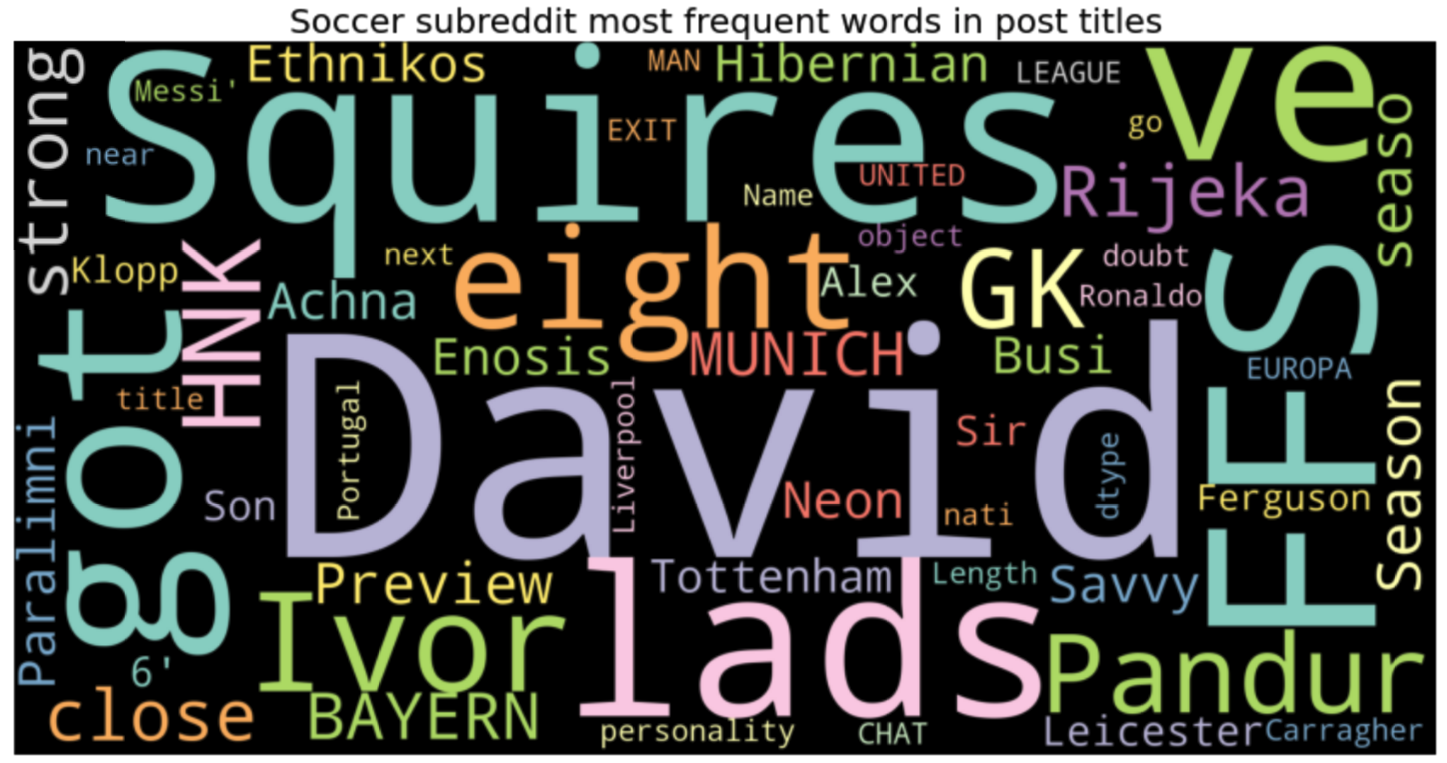 Soccer subreddit most frequent words in post titles
strong
Ethnikos
MAN
Hibernian
LEAGUE
ve
Messi'
Squires
EXIT
go
seaso
near
UNITED
Name
Rijeka
object
next
eight
Alex
GK
doubt
Ronaldo
FFS
Klopp
HNK
Achna
got
Enosis
MUNICH
Busi
EUROPA
title
David
Portugal
Liverpool
Sir
dtype
Season
Paralimni
Son
Neon
nati
Ferguson
Preview
Tottenham
Length
Savvy
Ivor
lads
Pandur
6'
close
BAYERN
personality
CHAT
Leicester
Carragher